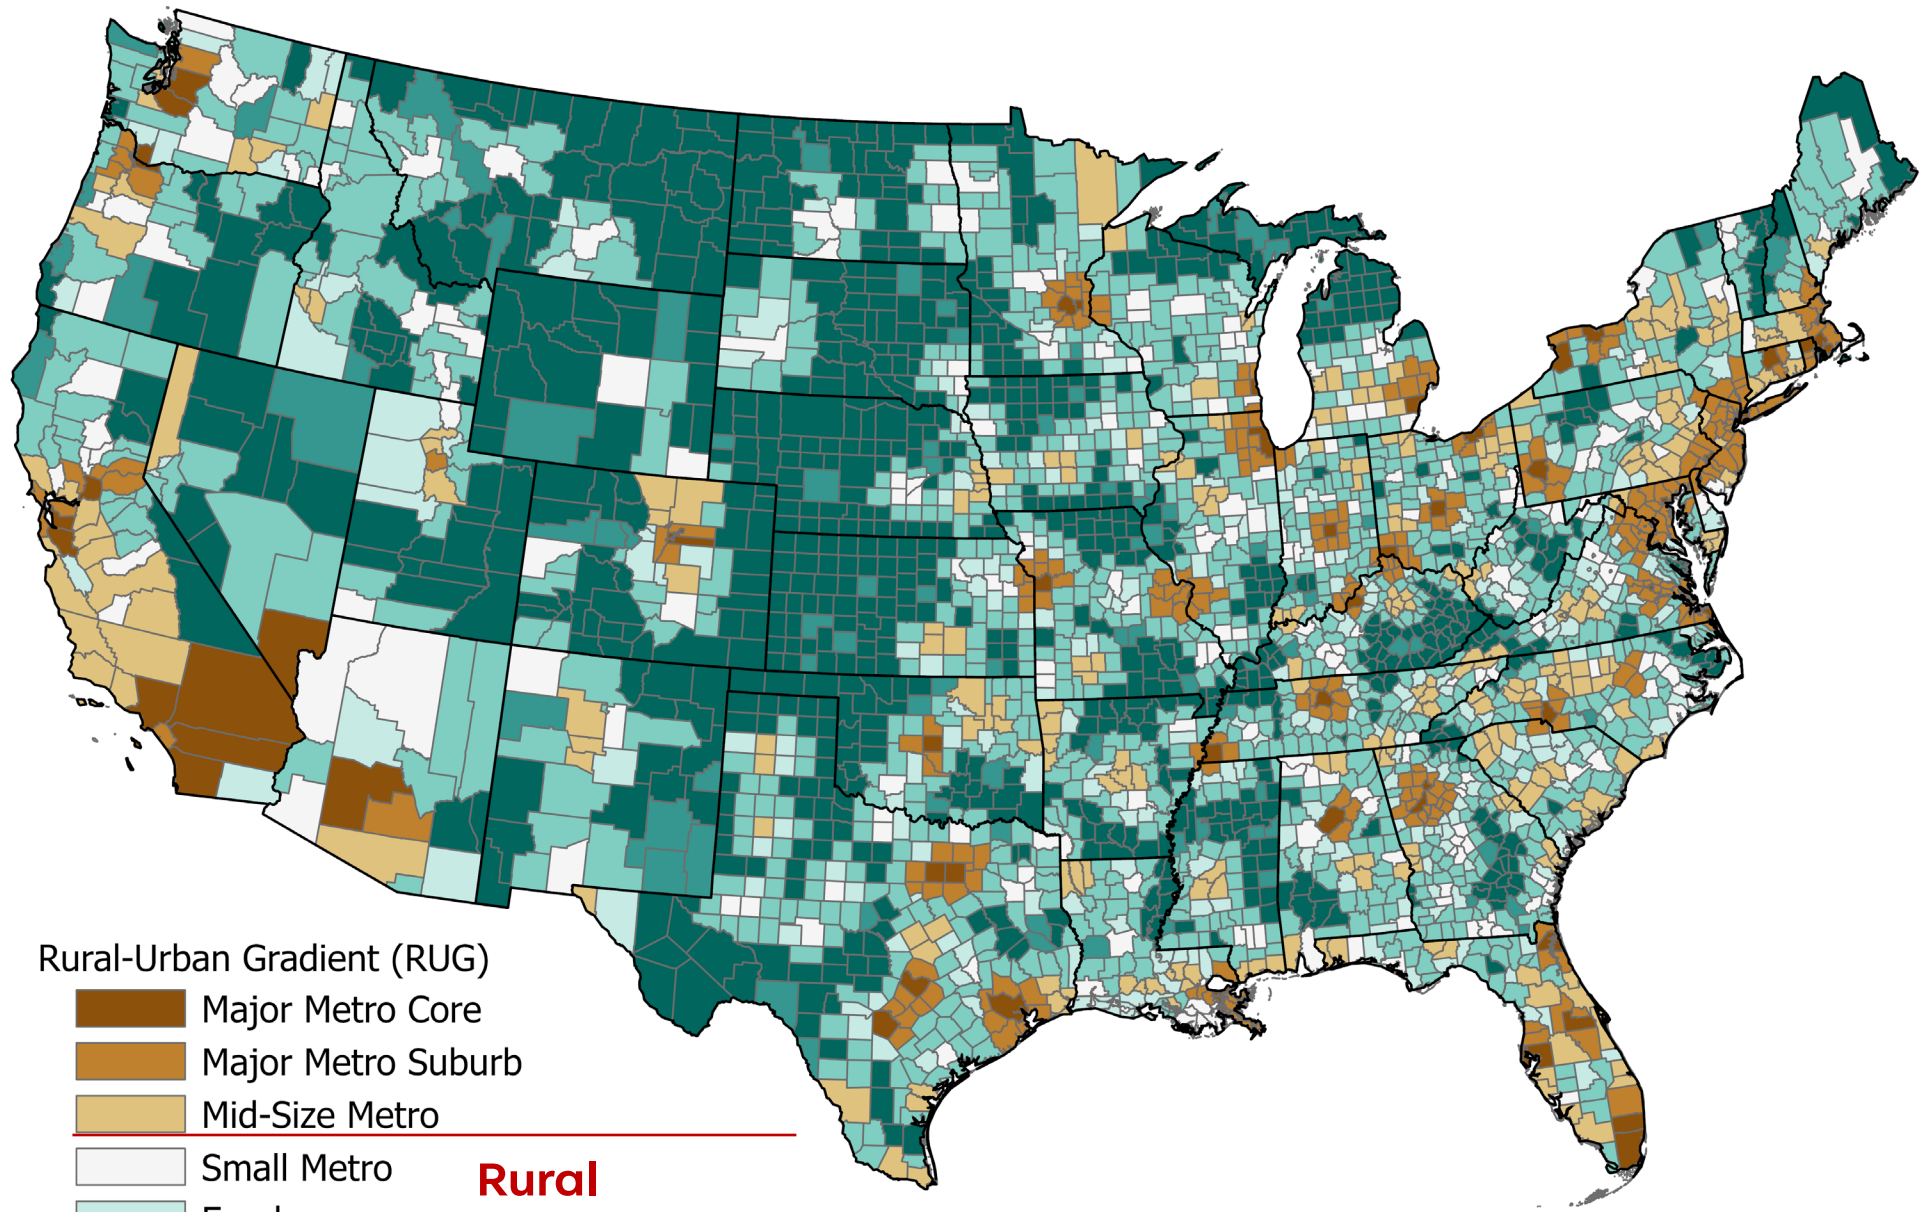 Rural-Urban Gradient (RUG)
Major Metro Core
Major Metro Suburb
Mid-Size Metro
Small Metro
Rural